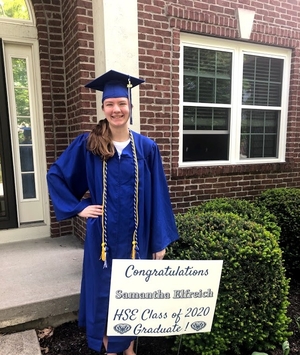 Congratulations
Samantha Elfreich
HSE Class of 2020
Graduate !